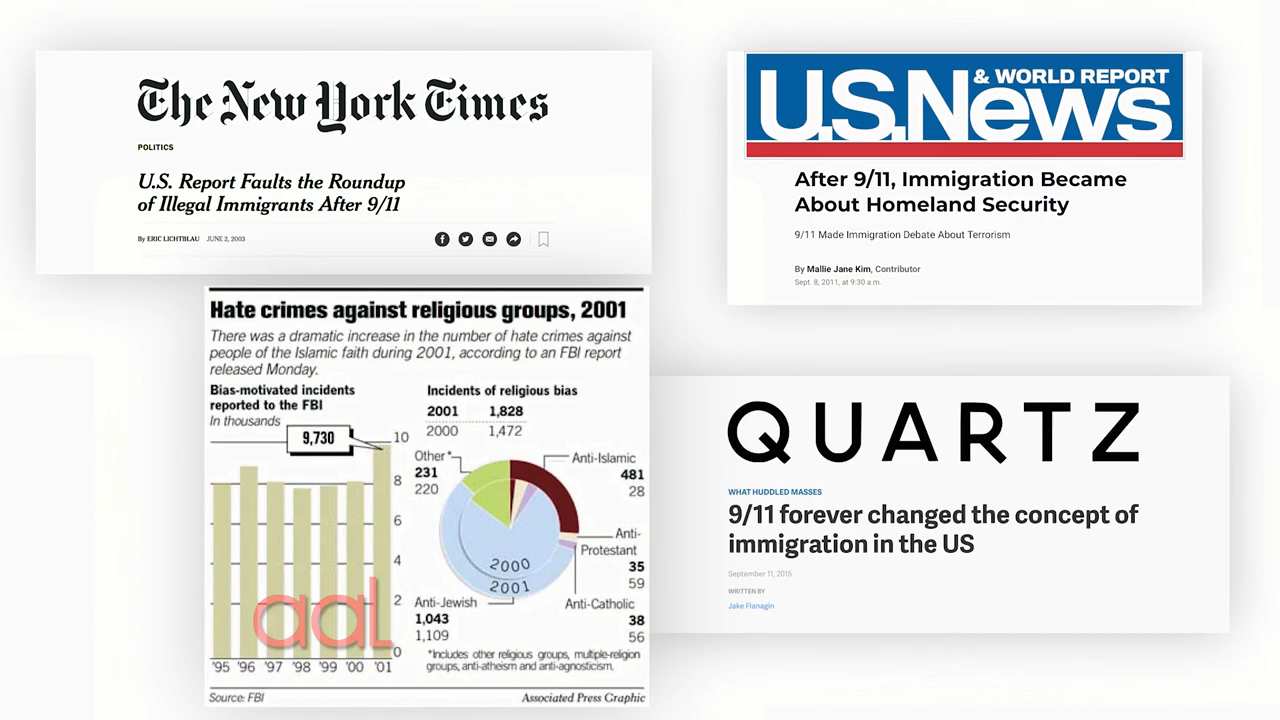 The New York Times
POLITICS
U.S. Report Faults the Roundup
of Illegal Immigrants After 9/11
By ERIC LICHTBLAU JUNE 2, 2003
U.S. News
& WORLD REPORT
After 9/11, Immigration Became
About Homeland Security
9/11 Made Immigration Debate About Terrorism
By Mallie Jane Kim, Contributor
Sept. 8, 2011, at 9:30 a.m.
Hate crimes against religious groups, 2001
There was a dramatic increase in the number of hate crimes against
people of the Islamic faith during 2001, according to an FBI report
released Monday.
Bias-motivated incidents
reported to the FBI
In thousands
9,730
10
8
6
4
2
0
'95 '96 '97 '98 '99 '00 '01
aal
Incidents of religious bias
2001 1,828
2000 1,472
Other*
231
220
Anti-Islamic
481
28
Anti-
Protestant
35
59
Anti-Catholic
38
56
Anti-Jewish
1,043
1,109
2000
2001
*Includes other religious groups, multiple-religion
groups, anti-atheism and anti-agnosticism.
Source: FBI
Associated Press Graphic
QUARTZ
WHAT HUDDLED MASSES
9/11 forever changed the concept of
immigration in the US
September 11, 2015
WRITTEN BY
Jake Flanagin